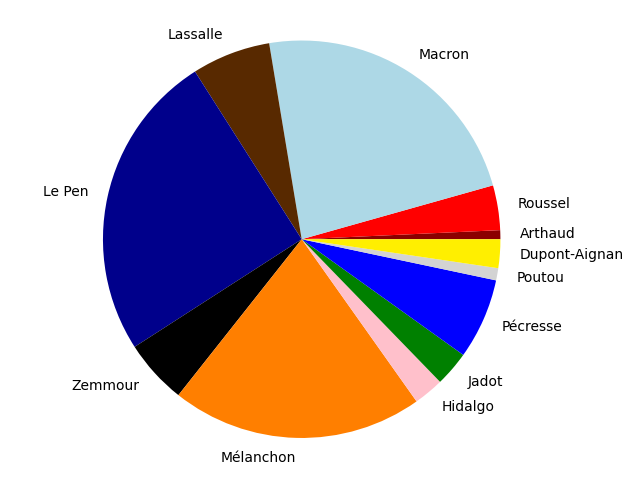 Lassalle
Macron
Le Pen
Roussel
Arthaud
Dupont-Aignan
Poutou
Pécresse
Zemmour
Jadot
Hidalgo
Mélanchon